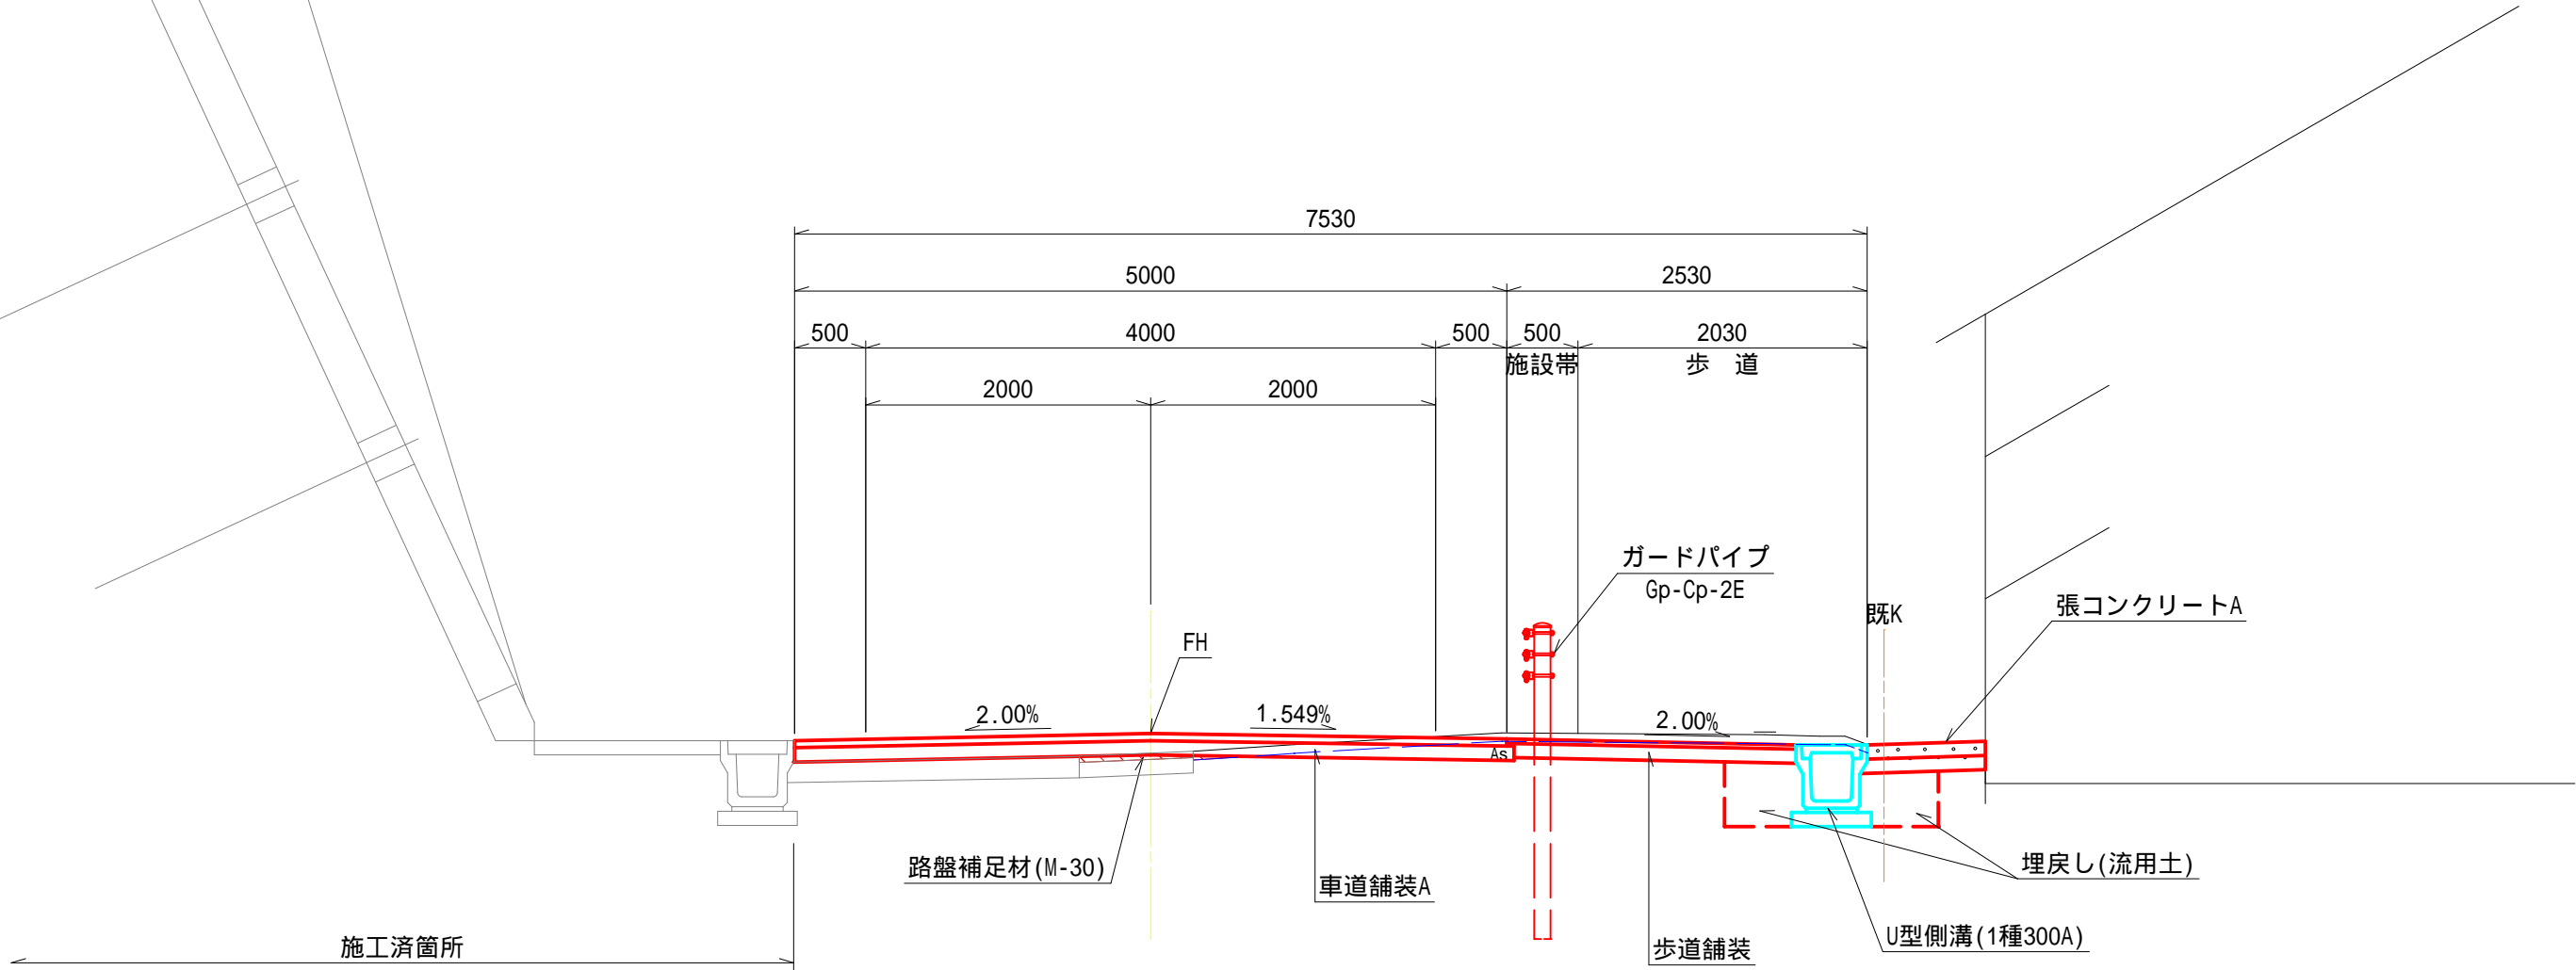 7530
5000
2530
500
4000
500
500
2030
施設帯
歩　道
2000
2000
ガードパイプ
Gp-Cp-2E
既K
張コンクリートA
FH
2.00%
1.549%
2.00%
As
路盤補足材(M-30)
車道舗装A
埋戻し(流用土)
U型側溝(1種300A)
歩道舗装
施工済箇所